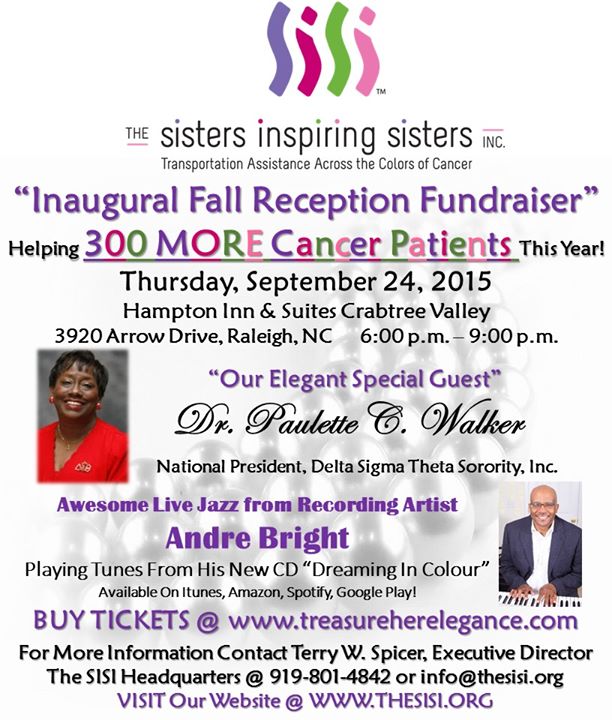 SiSi™
THE sisters inspiring sisters INC.
Transportation Assistance Across the Colors of Cancer
“Inaugural Fall Reception Fundraiser”
Helping 300 MORE Cancer Patients This Year!
Thursday, September 24, 2015
Hampton Inn & Suites Crabtree Valley
3920 Arrow Drive, Raleigh, NC 6:00 p.m. – 9:00 p.m.
“Our Elegant Special Guest”
Dr. Paulette C. Walker
National President, Delta Sigma Theta Sorority, Inc.
Awesome Live Jazz from Recording Artist
Andre Bright
Playing Tunes From His New CD “Dreaming In Colour”
Available On Itunes, Amazon, Spotify, Google Play!
BUY TICKETS @ www.treasureherelegance.com
For More Information Contact Terry W. Spicer, Executive Director
The SISI Headquarters @ 919-801-4842 or info@thesisi.org
VISIT Our Website @ WWW.THESISI.ORG